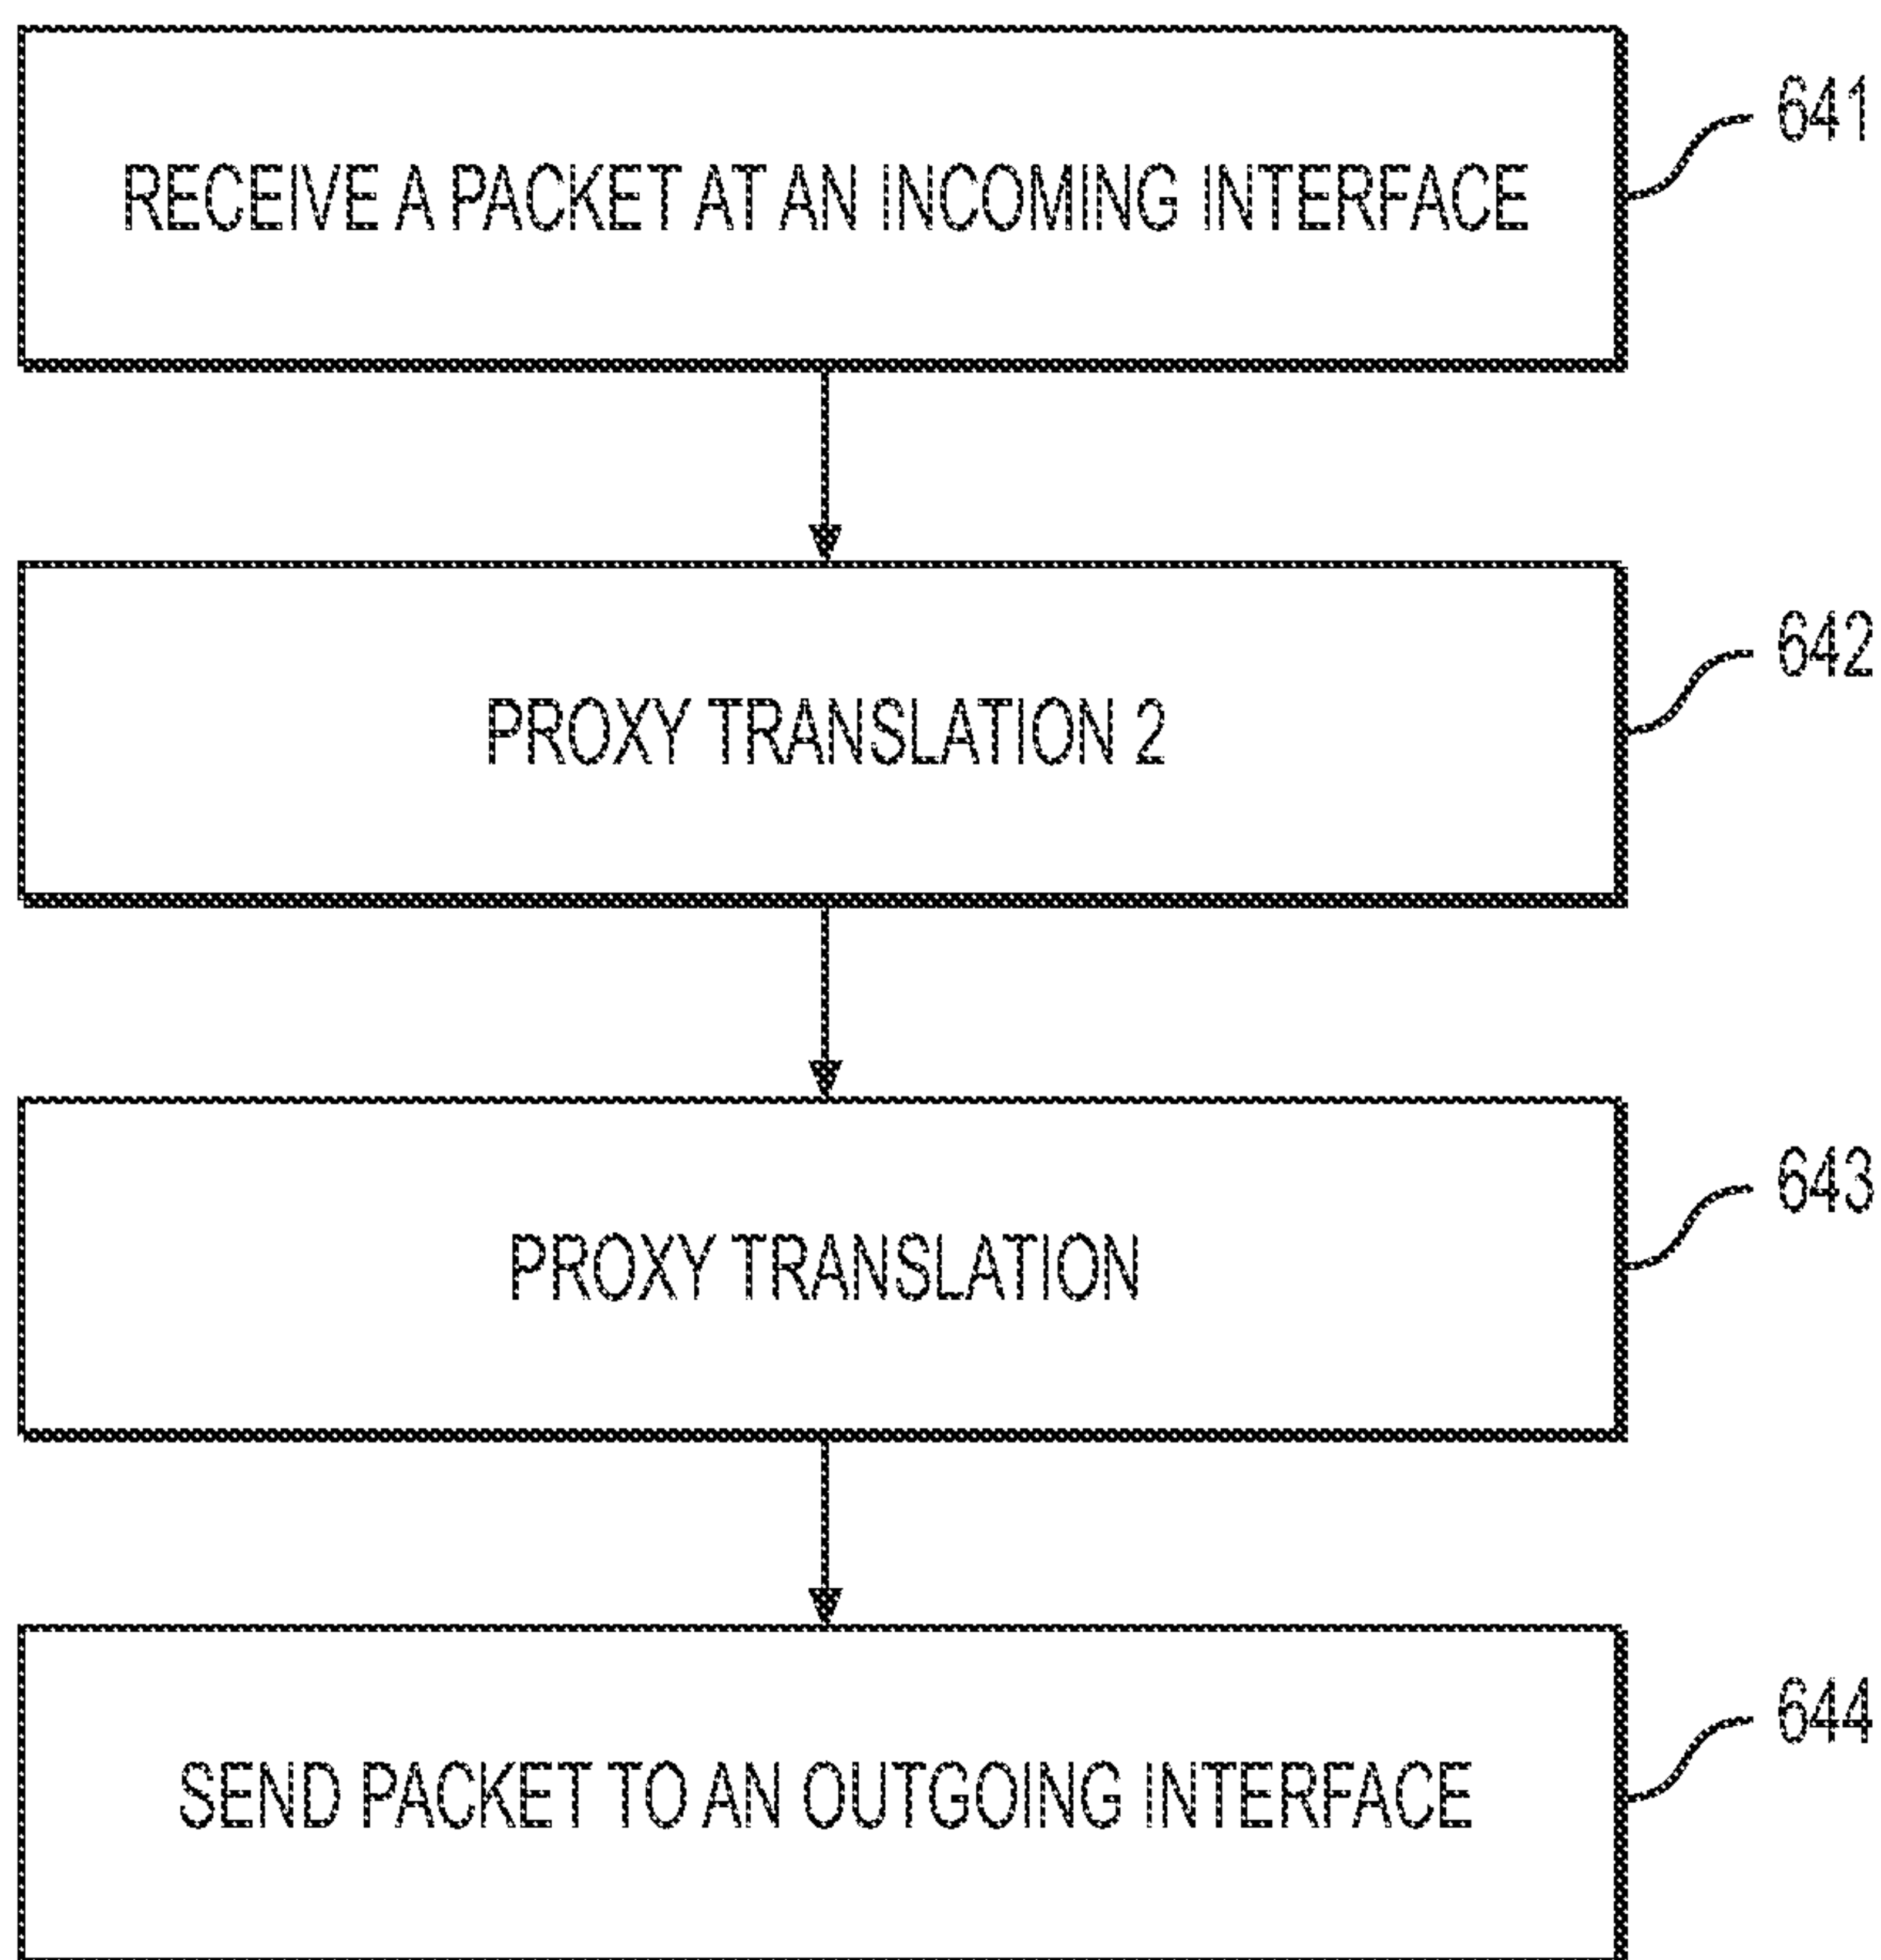 RECEIVE A PACKET AT AN INCOMING INTERFACE
641
PROXY TRANSLATION 2
642
PROXY TRANSLATION
643
SEND PACKET TO AN OUTGOING INTERFACE
644